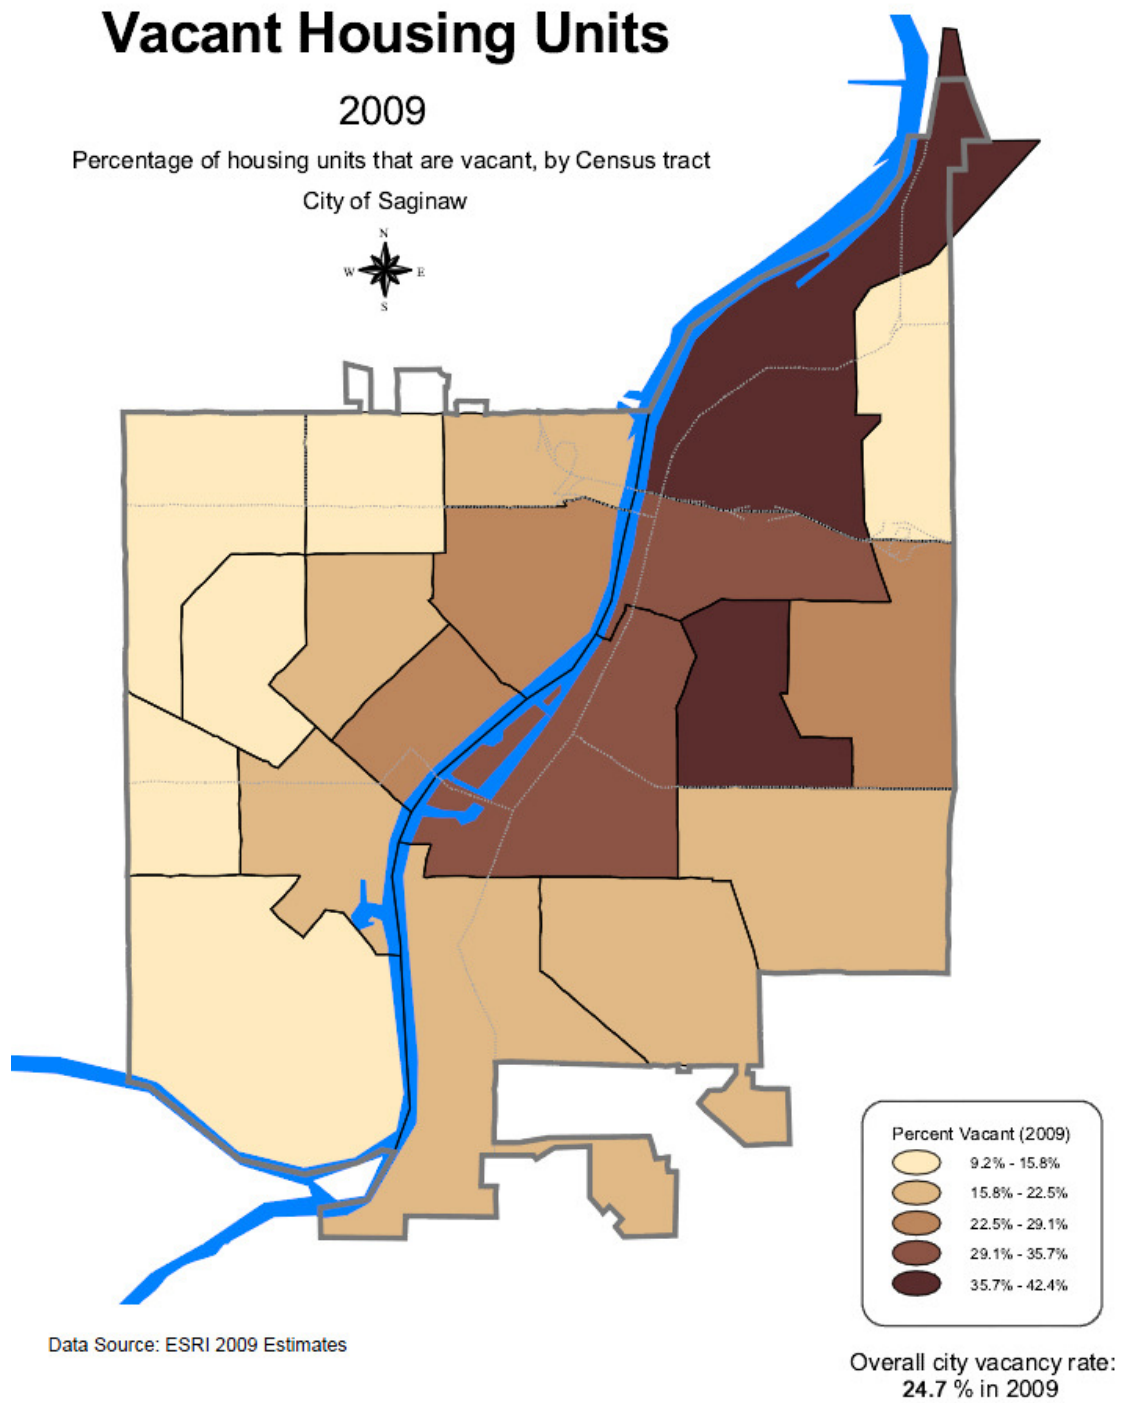 Vacant Housing Units
2009
Percentage of housing units that are vacant, by Census tract
City of Saginaw
N
W E
S
Percent Vacant (2009)
9.2% - 15.8%
15.8% - 22.5%
22.5% - 29.1%
29.1% - 35.7%
35.7% - 42.4%
Data Source: ESRI 2009 Estimates
Overall city vacancy rate:
24.7 % in 2009